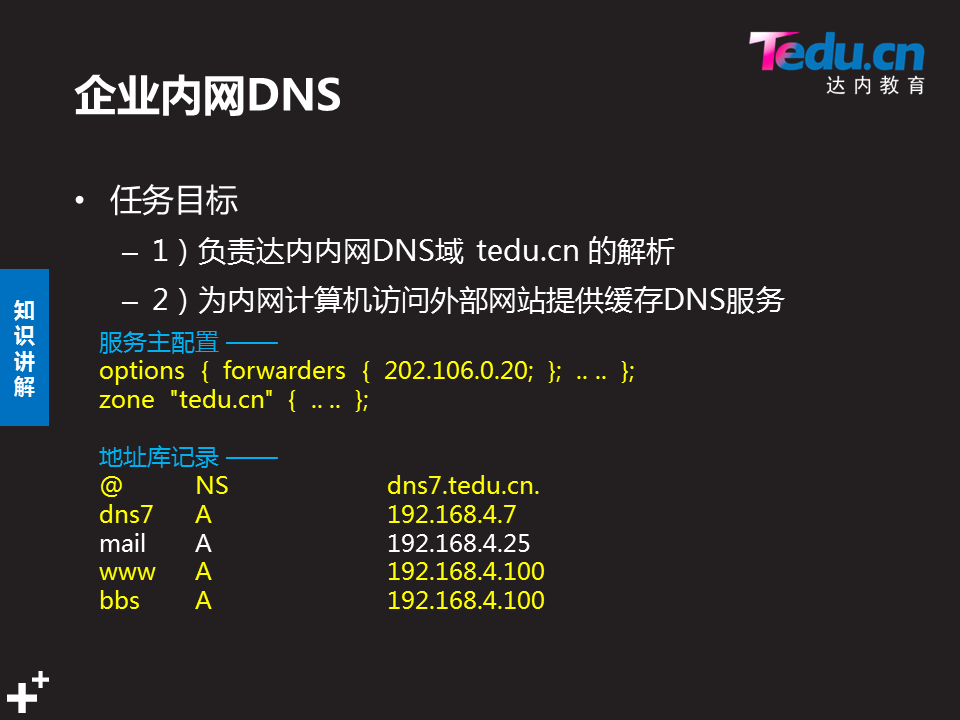 Tedu.cn
达内教育
企业内网DNS
• 任务目标
– 1）负责达内内网DNS域 tedu.cn 的解析
– 2）为内网计算机访问外部网站提供缓存DNS服务
知识讲解
服务主配置 ——
options { forwarders { 202.106.0.20; }; .. .. };
zone "tedu.cn" { .. .. };
地址库记录 ——
@ NS dns7.tedu.cn.
dns7 A 192.168.4.7
mail A 192.168.4.25
www A 192.168.4.100
bbs A 192.168.4.100